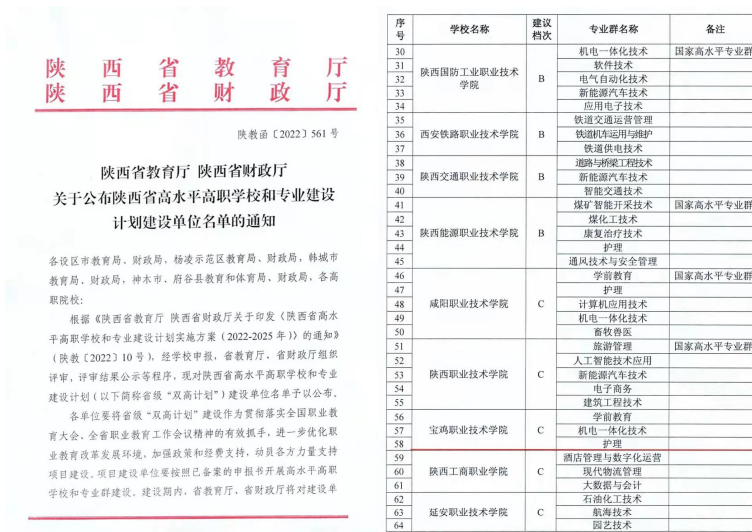 陕西省教育厅
陕西省财政厅
陕教函〔2022〕561号
陕西省教育厅 陕西省财政厅
关于公布陕西省高水平高职学校和专业建设
计划建设单位名单的通知
各设区市教育局、财政局，杨凌示范区教育局、财政局，韩城市
教育局、财政局，神木市、府谷县教育和体育局、财政局，各高
职院校：
根据《陕西省教育厅 陕西省财政厅关于印发〈陕西省高水
平高职学校和专业建设计划实施方案（2022-2025年）〉的通知》
（陕教〔2022〕10号），经学校申报，省教育厅、省财政厅组织
评审，评审结果公示等程序，现对陕西省高水平高职学校和专业
建设计划（以下简称省级“双高计划”）建设单位名单予以公布。
各单位要将省级“双高计划”建设作为贯彻落实全国职业教
育大会、全省职业教育工作会议精神的有效抓手，进一步优化职
业教育改革发展环境，加强政策和经费支持，动员各方力量支持
项目建设。项目建设单位要按照已备案的申报书开展高水平高职
学校和专业群建设。建设期内，省教育厅、省财政厅将对建设单
序号 学校名称 建议档次 专业群名称 备注
30 陕西国防工业职业技术学院 B 机电一体化技术 国家高水平专业群
31 软件技术
32 电气自动化技术
33 新能源汽车技术
34 应用电子技术
35 西安铁路职业技术学院 B 铁道交通运营管理
36 铁道机车运用与维护
37 铁道供电技术
38 陕西交通职业技术学院 B 道路与桥梁工程技术
39 新能源汽车技术
40 智能交通技术
41 陕西能源职业技术学院 B 煤矿智能开采技术 国家高水平专业群
42 煤化工技术
43 康复治疗技术
44 护理
45 通风技术与安全管理
46 咸阳职业技术学院 C 学前教育 国家高水平专业群
47 护理
48 计算机应用技术
49 机电一体化技术
50 畜牧兽医
51 陕西职业技术学院 C 旅游管理 国家高水平专业群
52 人工智能技术应用
53 新能源汽车技术
54 电子商务
55 建筑工程技术
56 宝鸡职业技术学院 C 学前教育
57 机电一体化技术
58 护理
59 陕西工商职业学院 C 酒店管理与数字化运营
60 现代物流管理
61 大数据与会计
62 延安职业技术学院 C 石油化工技术
63 航海技术
64 园艺技术